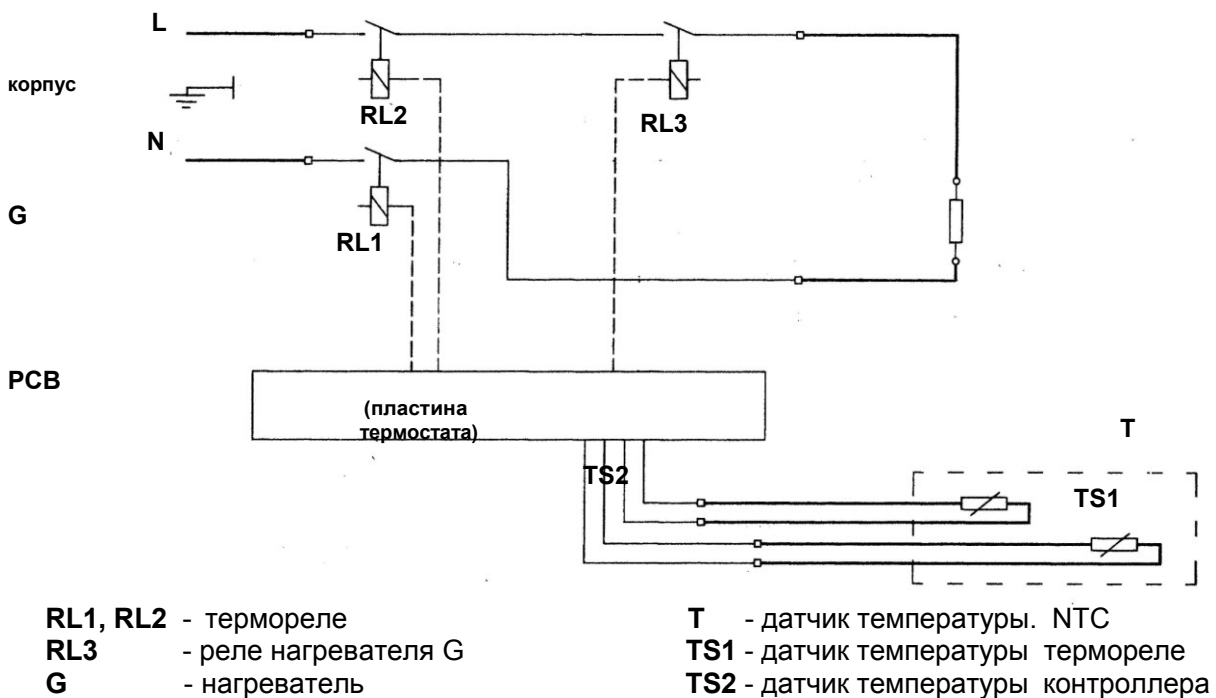 L
корпус
RL2
RL3
N
G
RL1
PCB
(пластина
термостата)
T
TS2
TS1
RL1, RL2 - термореле
RL3 - реле нагревателя G
G - нагреватель
T - датчик температуры. NTC
TS1 - датчик температуры термореле
TS2 - датчик температуры контроллера